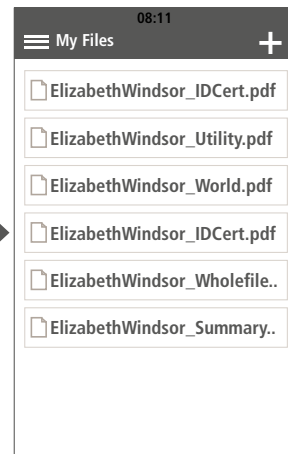 08:11
My Files
ElizabethWindsor_IDCert.pdf
ElizabethWindsor_Utility.pdf
ElizabethWindsor_World.pdf
ElizabethWindsor_IDCert.pdf
ElizabethWindsor_Wholefile..
ElizabethWindsor_Summary..